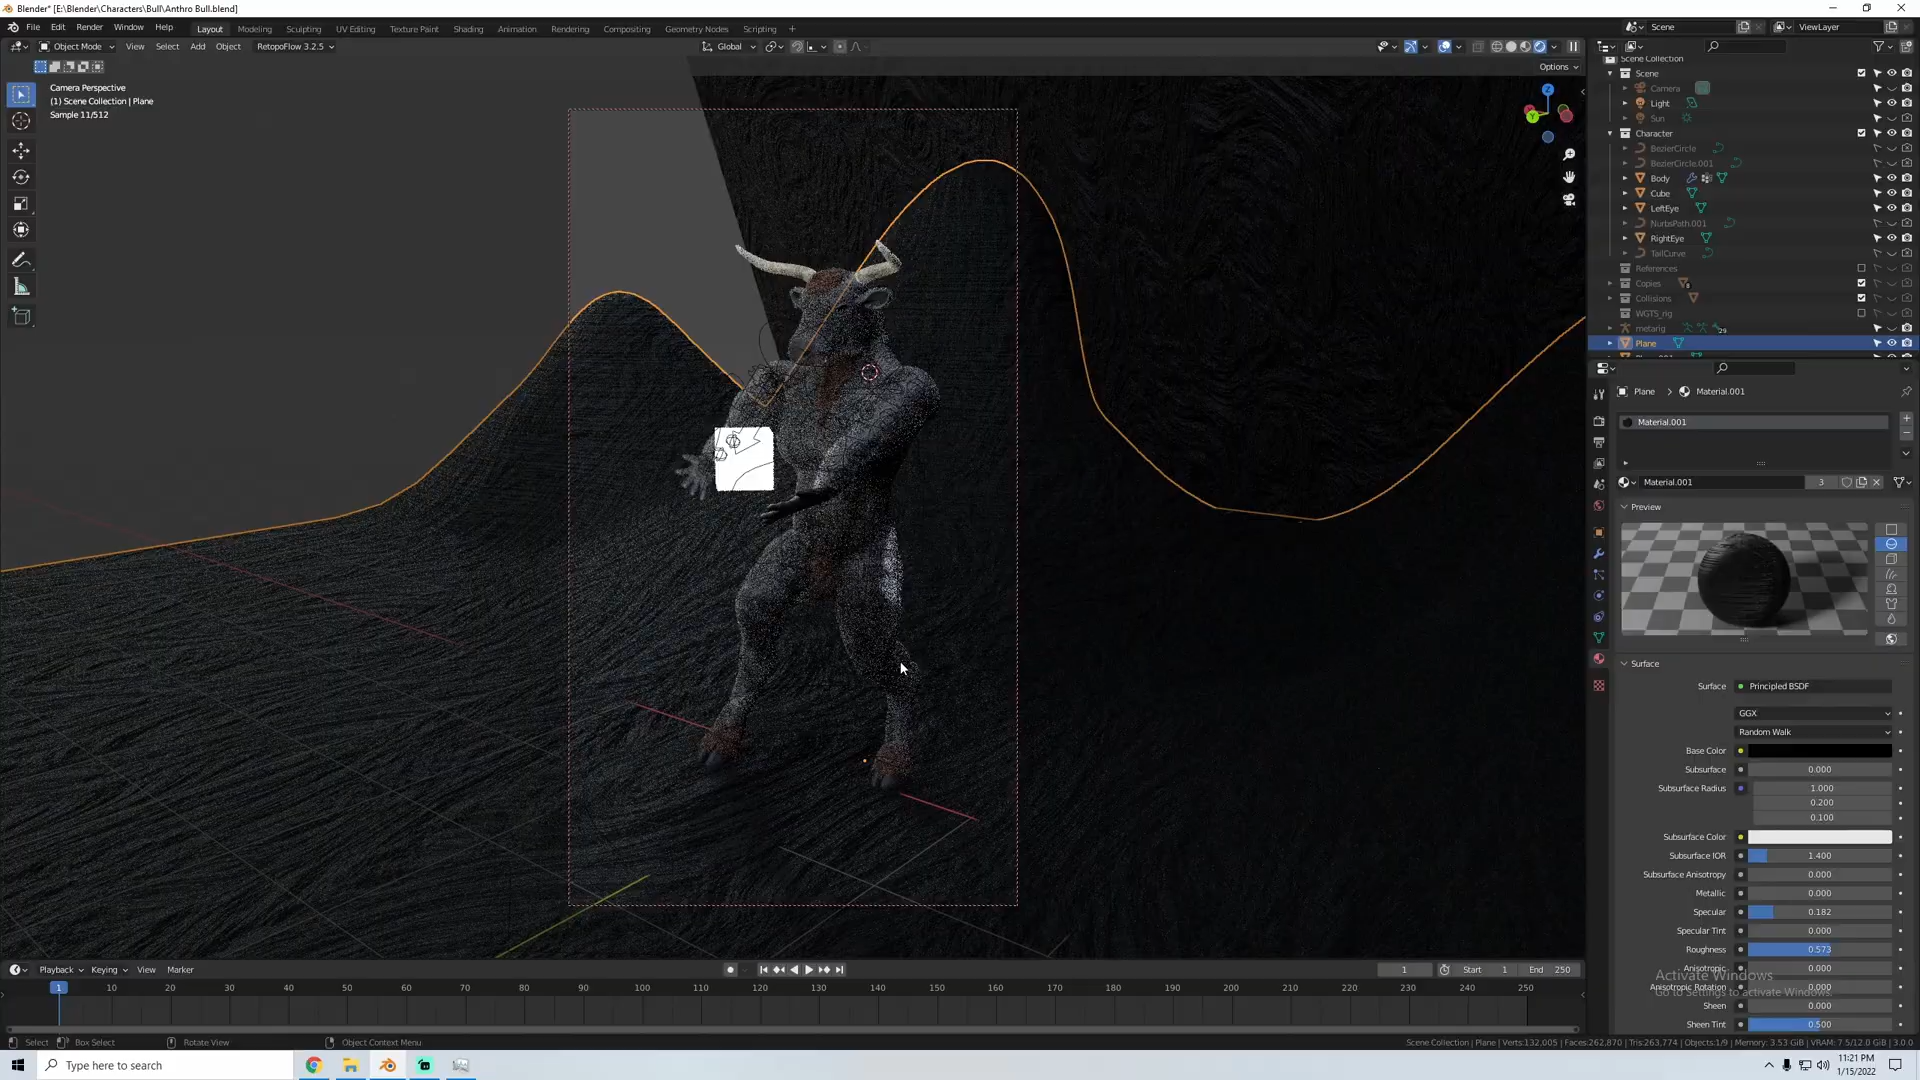 Blender* [E:\Blender\Characters\Bull\Anthro Bull.blend]
File Edit Render Window Help Layout Modeling Sculpting UV Editing Texture Paint Shading Animation Rendering Compositing Geometry Nodes Scripting + Scene ViewLayer
Object Mode View Select Add Object RetopoFlow 3.2.5 Global
Options
Camera Perspective
(1) Scene Collection | Plane
Sample 11/512
Z
Y
Scene Collection
Scene
Camera
Light
Sun
Character
BezierCircle
BezierCircle.001
Body
Cube
LeftEye
NurbsPath.001
RightEye
TailCurve
References
Copies
Collisions
WGTS_rig
metarig 29
Plane
Plane > Material.001
Material.001
Material.001 3
Preview
Surface
Surface Principled BSDF
GGX
Random Walk
Base Color
Subsurface 0.000
Subsurface Radius 1.000
0.200
0.100
Subsurface Color
Subsurface IOR 1.400
Subsurface Anisotropy 0.000
Metallic 0.000
Specular 0.182
Specular Tint 0.000
Roughness 0.573
Anisotropic 0.000
Anisotropic Rotation 0.000
Sheen 0.000
Sheen Tint 0.500
Activate Windows
Go to Settings to activate Windows.
Playback Keying View Marker 1 Start 1 End 250
1 10 20 30 40 50 60 70 80 90 100 110 120 130 140 150 160 170 180 190 200 210 220 230 240 250
Select Box Select Rotate View Object Context Menu Scene Collection | Plane | Verts:132,005 | Faces:262,870 | Tris:263,774 | Objects:1/9 | Memory: 3.53 GiB | VRAM: 7.5/12.0 GiB | 3.0.0
Type here to search
11:21 PM
1/15/2022